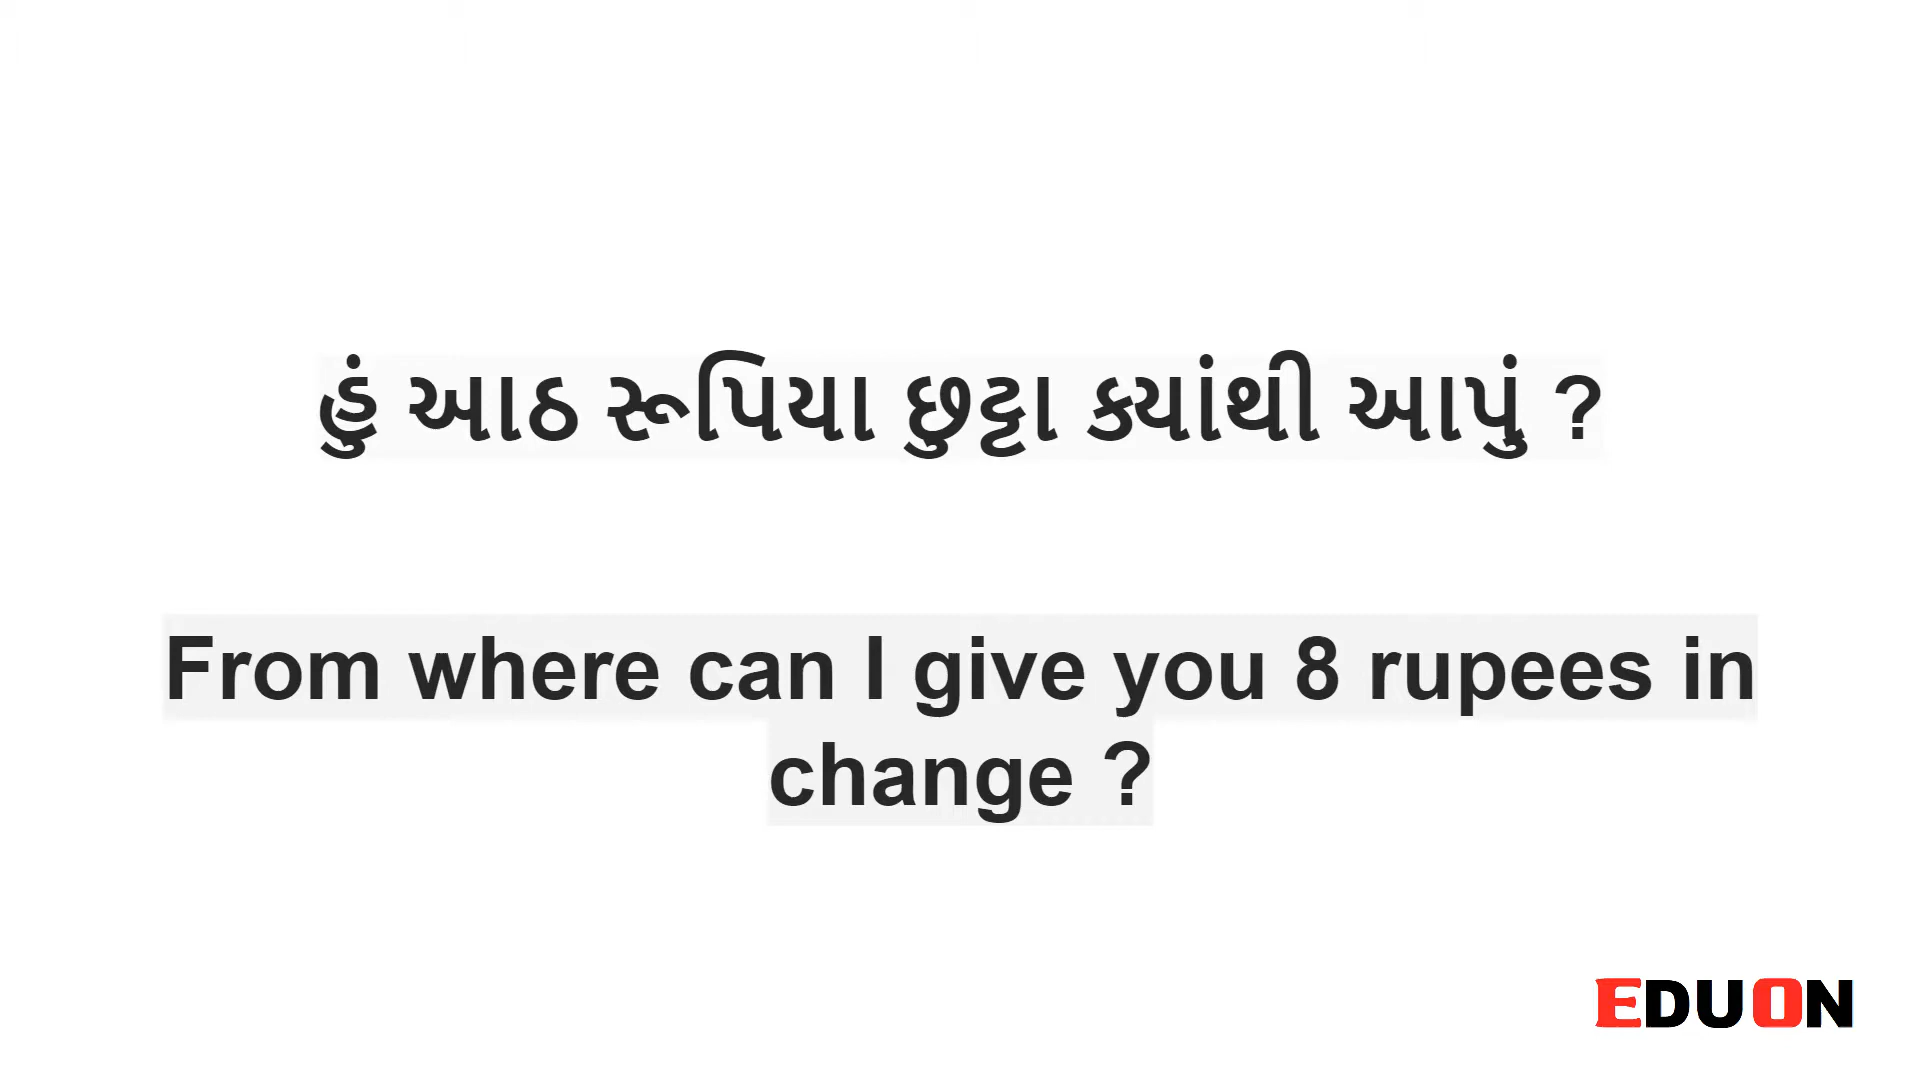 હું આઠ રૂપિયા છુટ્ટા ક્યાંથી આપું ?
From where can I give you 8 rupees in
change ?
EDUON